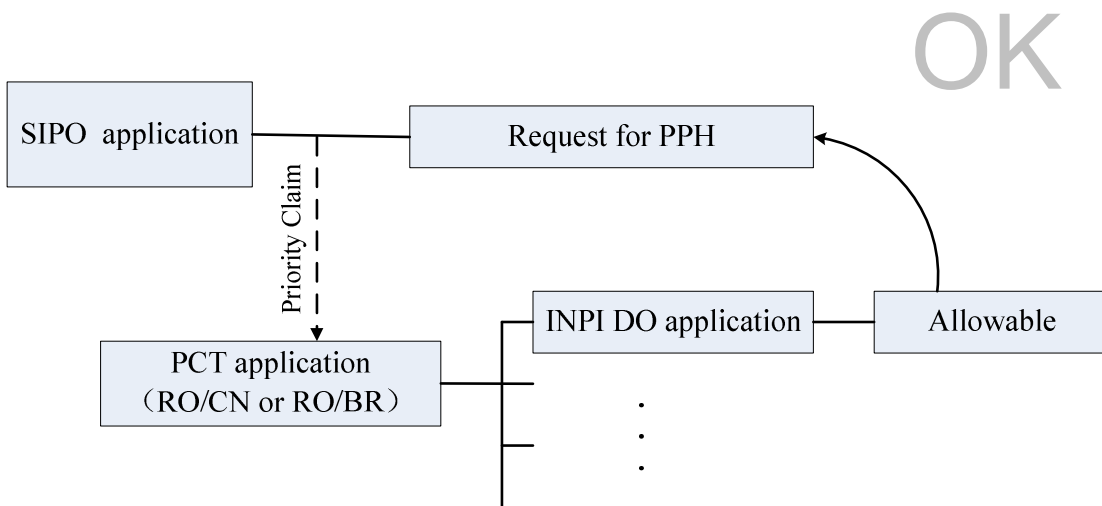 OK
SIPO application
Request for PPH
Priority Claim
INPI DO application
Allowable
PCT application
（RO/CN or RO/BR）